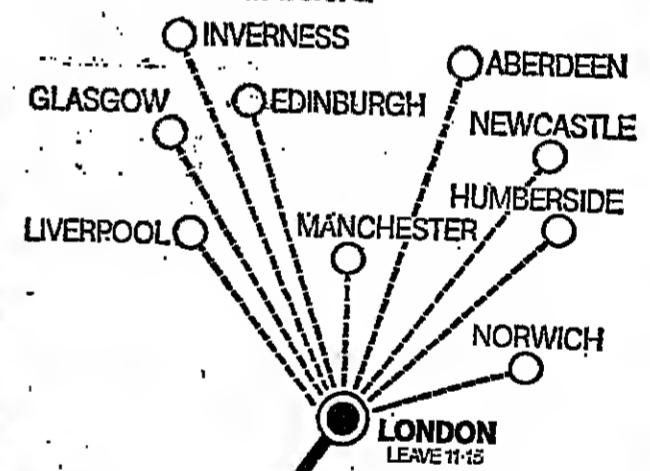 INVERNESS
ABERDEEN
GLASGOW
EDINBURGH
NEWCASTLE
HUMBERSIDE
LIVERPOOL
MANCHESTER
NORWICH
LONDON
LEAVE 11·15